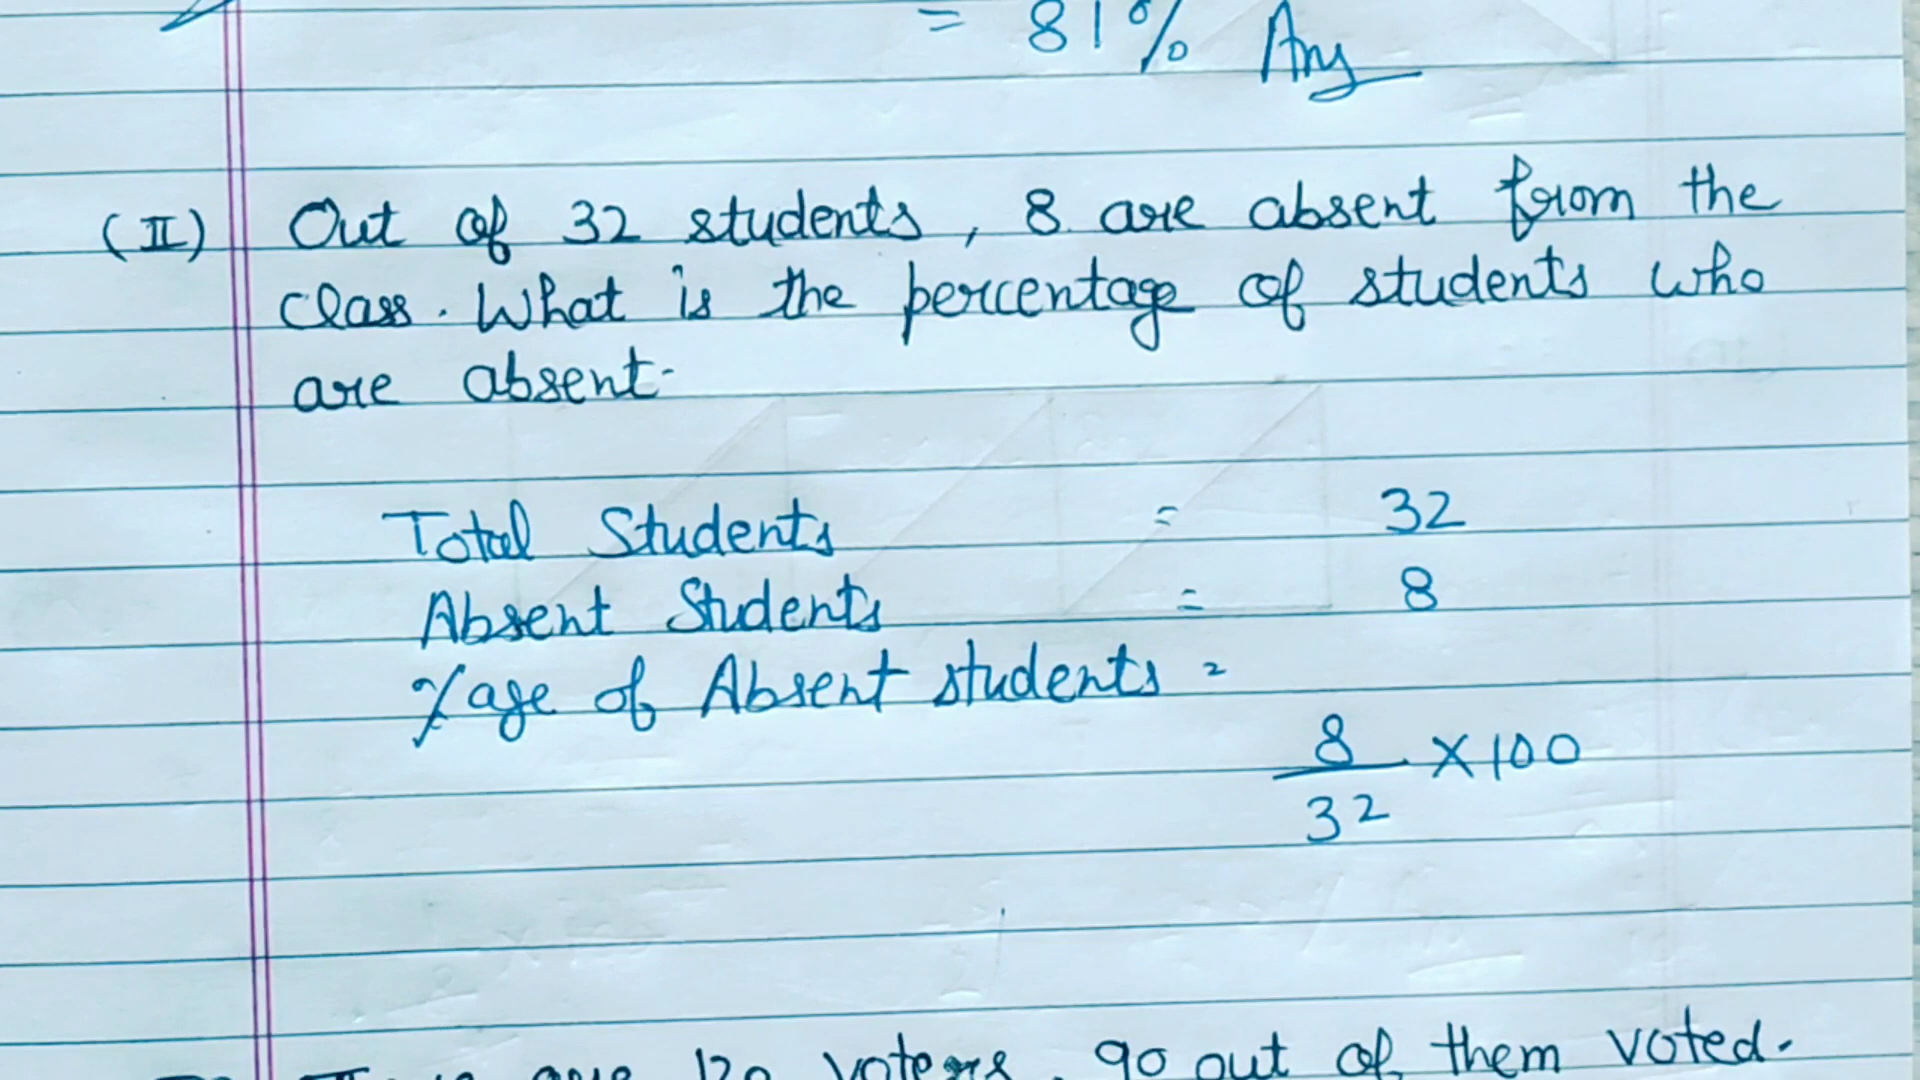 = 81% Ans
(II) Out of 32 students, 8 are absent from the
class. What is the percentage of students who
are absent.
Total Students = 32
Absent Students = 8
%age of Absent students =
8/32 × 100
are 120 voters, 90 out of them voted.